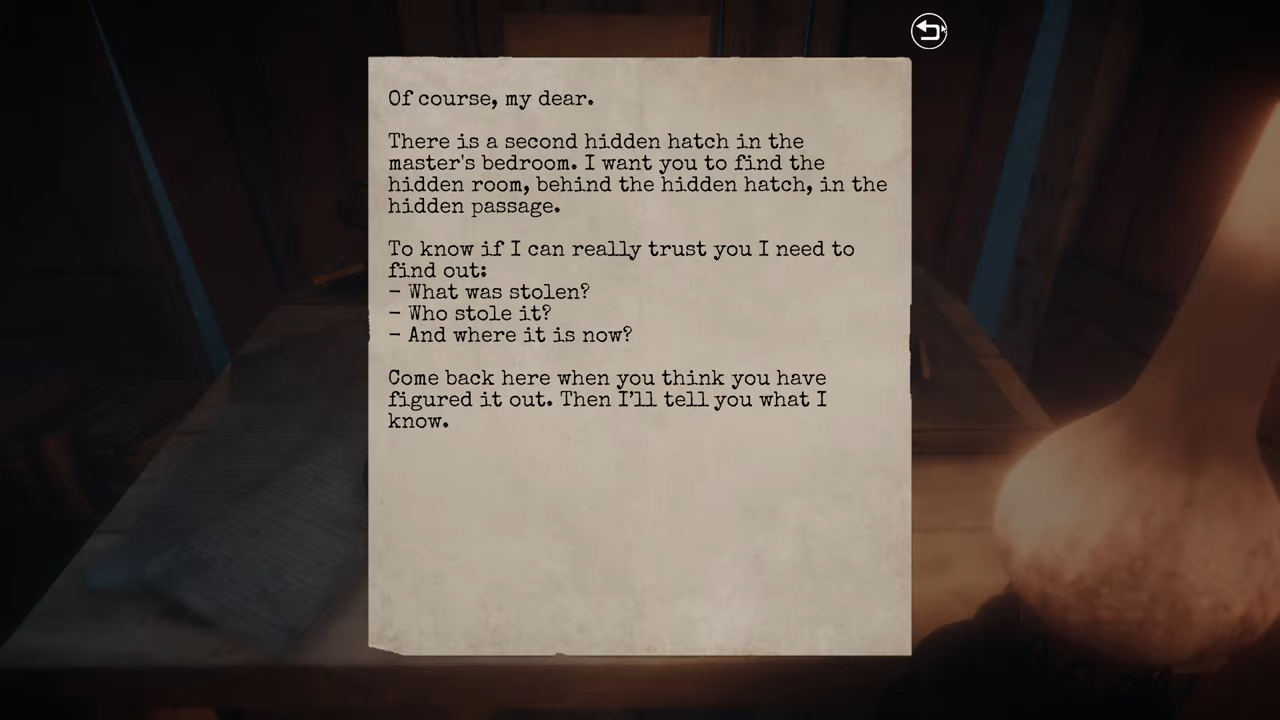 Of course, my dear.
There is a second hidden hatch in the
master's bedroom. I want you to find the
hidden room, behind the hidden hatch, in the
hidden passage.
To know if I can really trust you I need to
find out:
- What was stolen?
- Who stole it?
- And where it is now?
Come back here when you think you have
figured it out. Then I'll tell you what I
know.